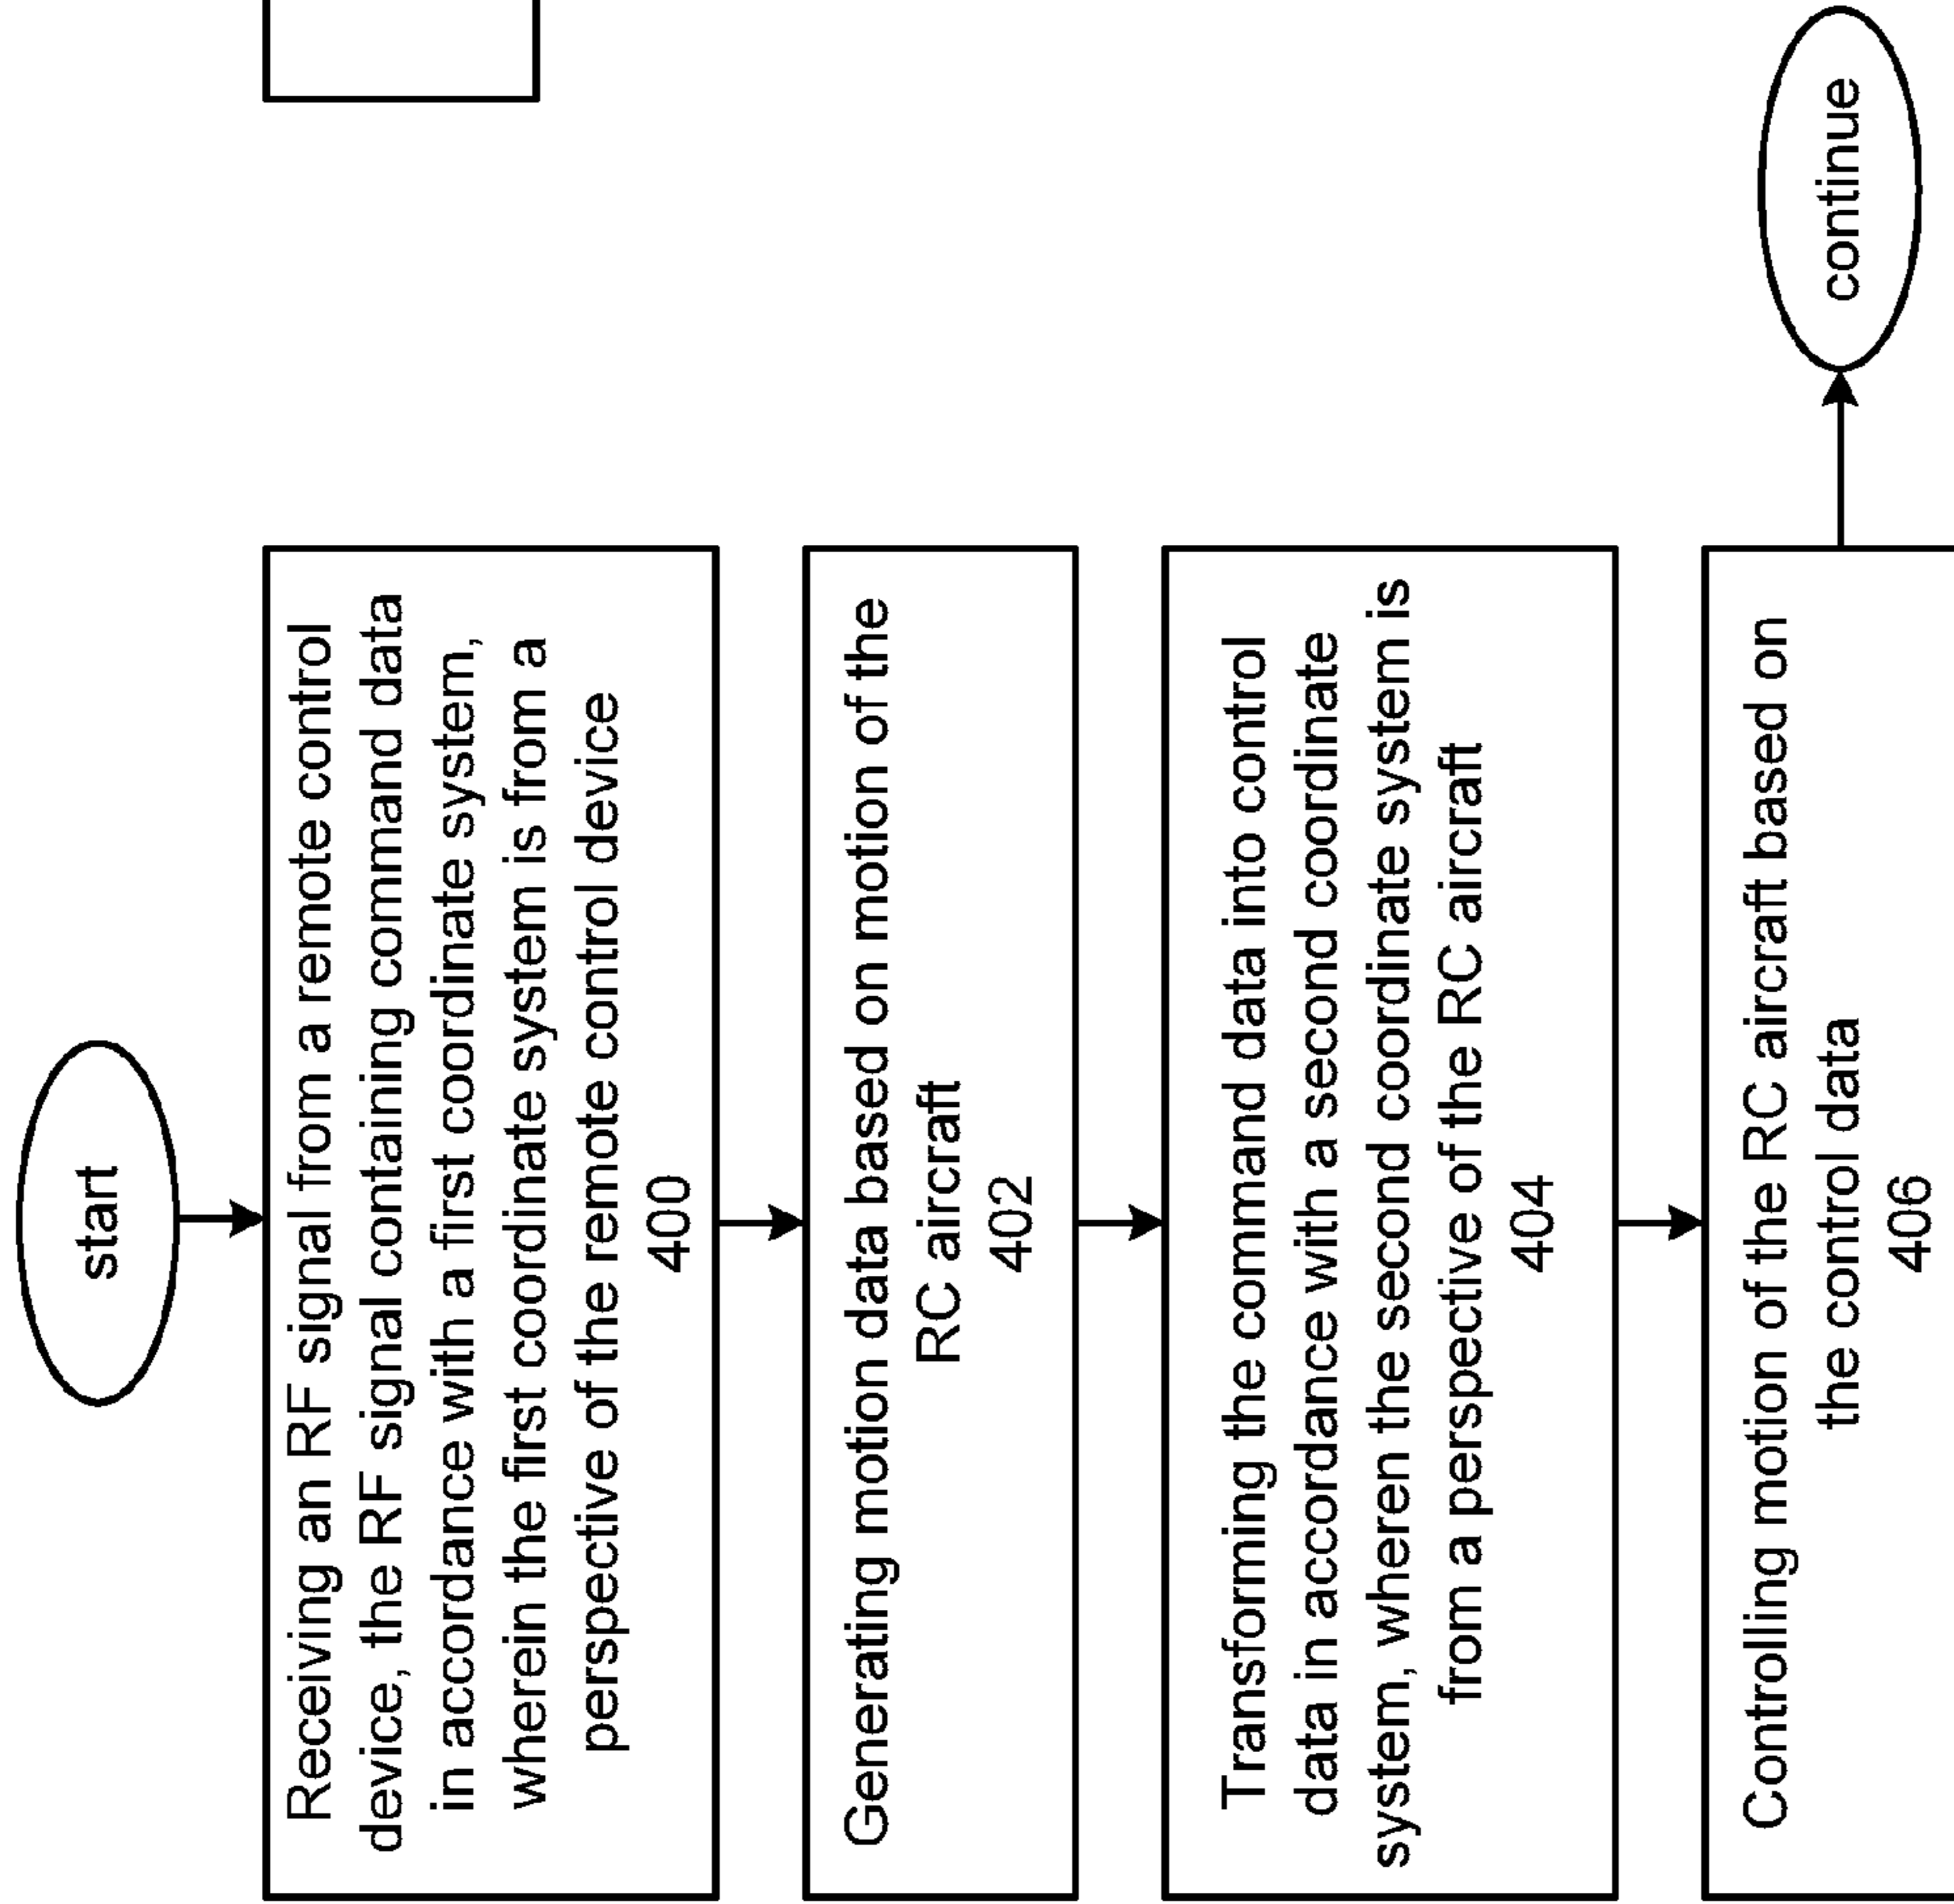 start
Receiving an RF signal from a remote control
device, the RF signal containing command data
in accordance with a first coordinate system,
wherein the first coordinate system is from a
perspective of the remote control device
400
Generating motion data based on motion of the
RC aircraft
402
Transforming the command data into control
data in accordance with a second coordinate
system, wheren the second coordinate system is
from a perspective of the RC aircraft
404
Controlling motion of the RC aircraft based on
the control data
406
continue